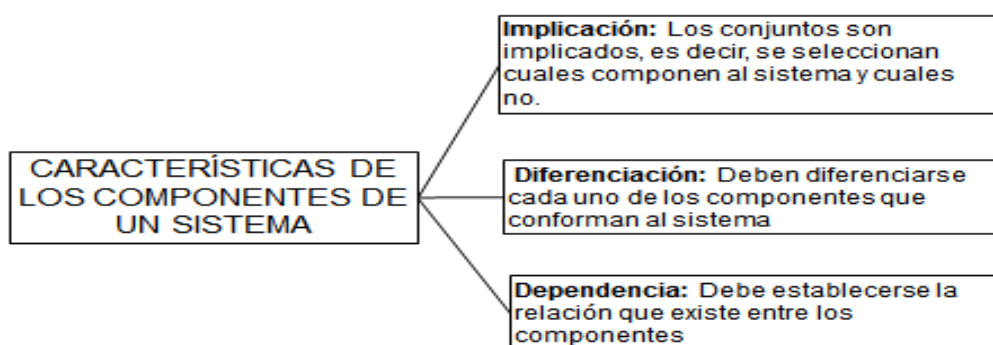 CARACTERÍSTICAS DE
LOS COMPONENTES DE
UN SISTEMA
Implicación: Los conjuntos son
implicados, es decir, se seleccionan
cuales componen al sistema y cuales
no.
Diferenciación: Deben diferenciarse
cada uno de los componentes que
conforman al sistema
Dependencia: Debe establecerse la
relación que existe entre los
componentes